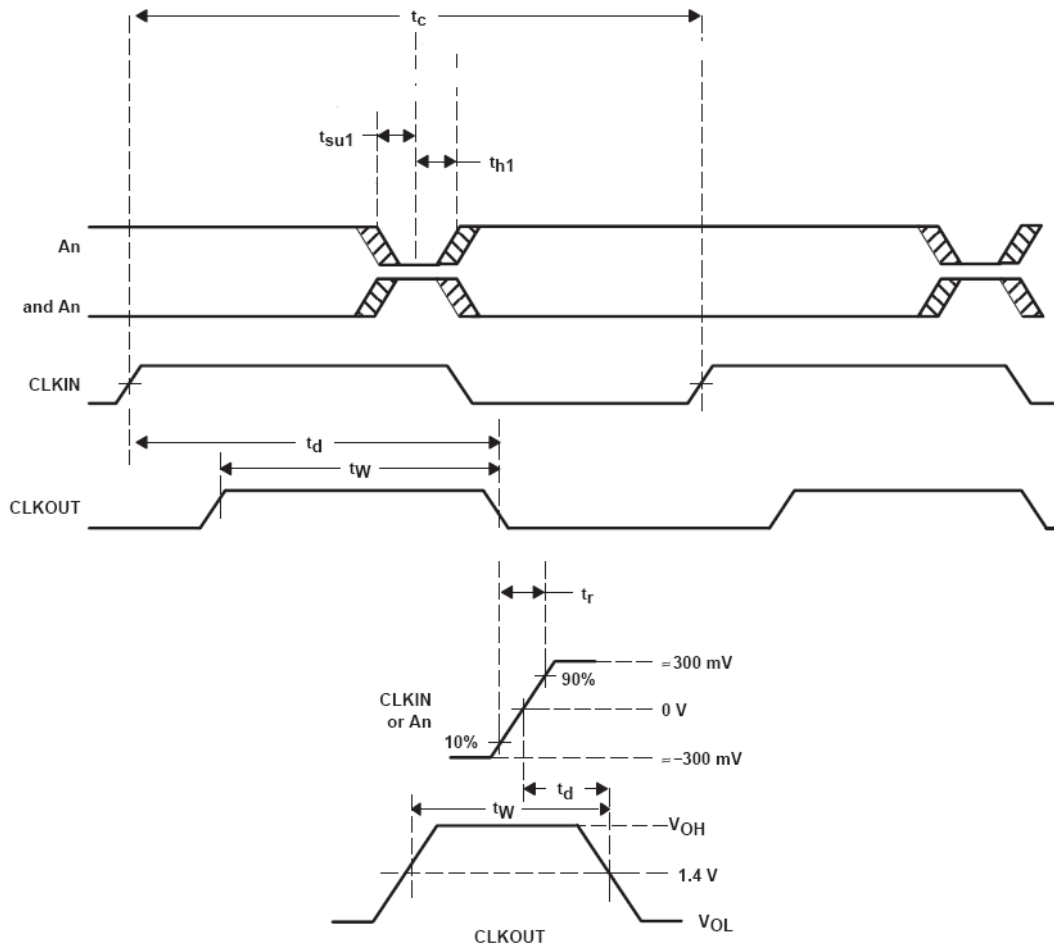 tc
tsu1
th1
An
and An
CLKIN
td
tW
CLKOUT
tr
≈300 mV
90%
CLKIN
or An
0 V
10%
≈−300 mV
td
tW
VOH
1.4 V
VOL
CLKOUT